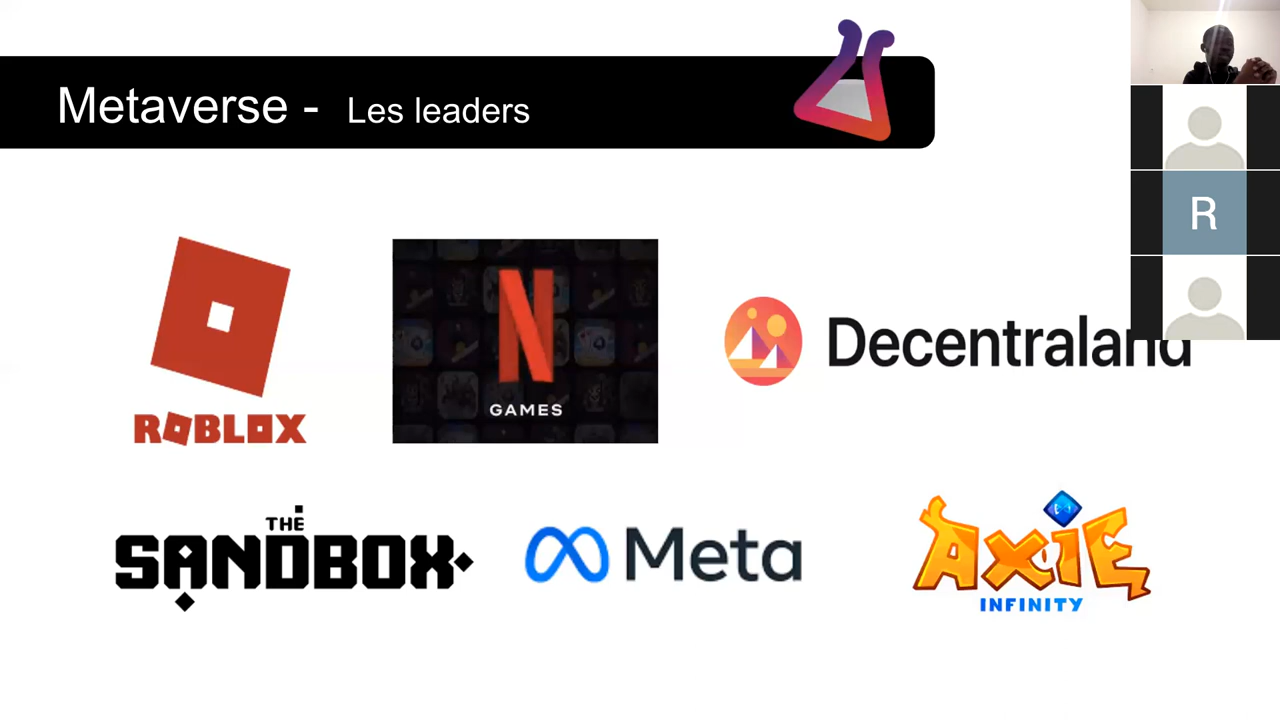 Metaverse - Les leaders
R
ROBLOX
N
GAMES
Decentraland
THE
SANDBOX
Meta
AXIE
INFINITY